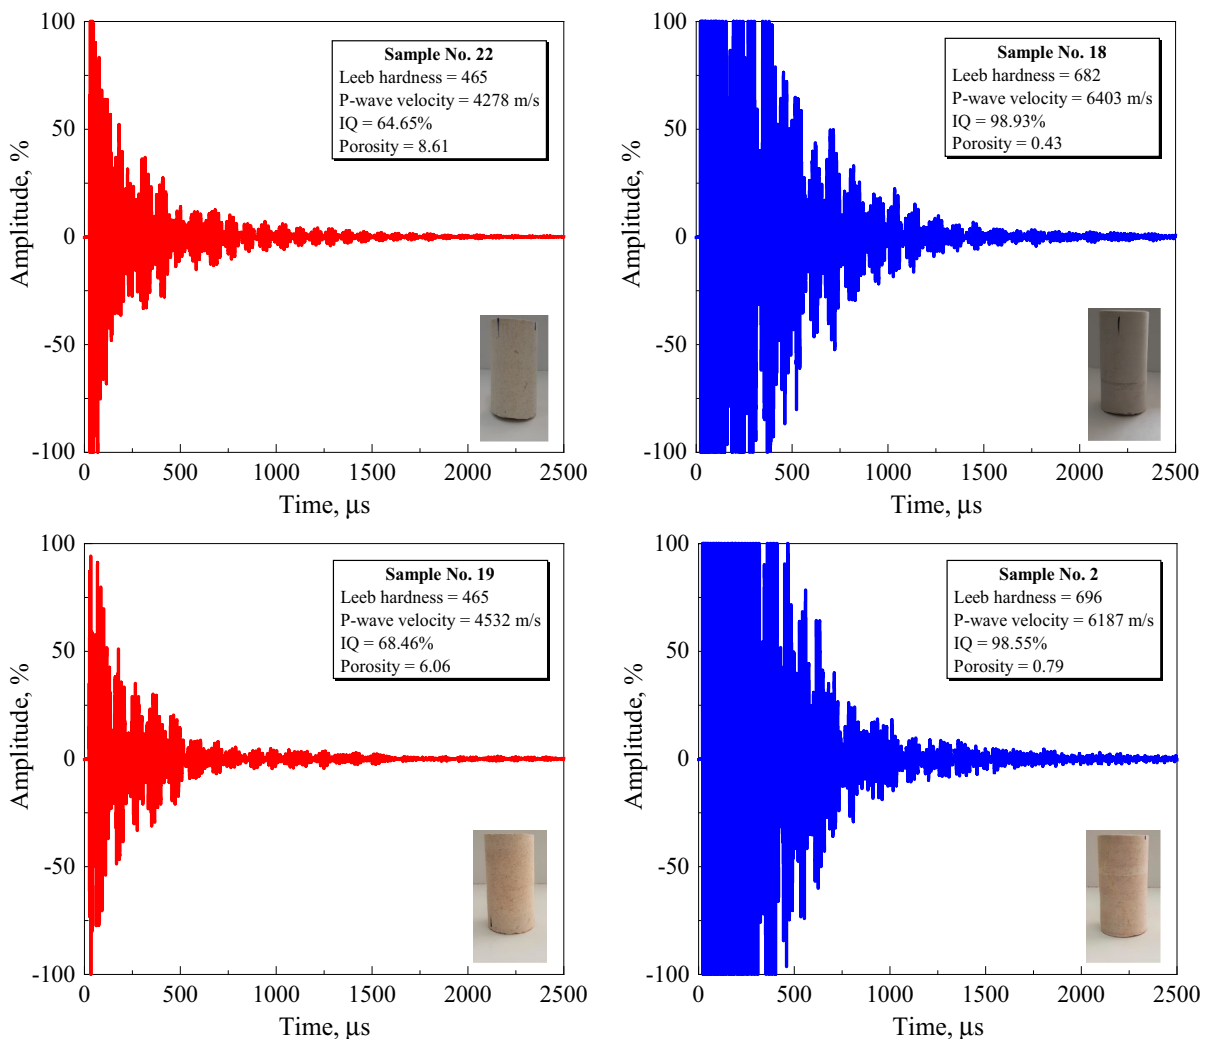 100
50
0
-50
-100
Amplitude, %
Sample No. 22
Leeb hardness = 465
P-wave velocity = 4278 m/s
IQ = 64.65%
Porosity = 8.61
0
500
1000
1500
2000
2500
Time, μs
100
50
0
-50
-100
Amplitude, %
Sample No. 18
Leeb hardness = 682
P-wave velocity = 6403 m/s
IQ = 98.93%
Porosity = 0.43
0
500
1000
1500
2000
2500
Time, μs
100
50
0
-50
-100
Amplitude, %
Sample No. 19
Leeb hardness = 465
P-wave velocity = 4532 m/s
IQ = 68.46%
Porosity = 6.06
0
500
1000
1500
2000
2500
Time, μs
100
50
0
-50
-100
Amplitude, %
Sample No. 2
Leeb hardness = 696
P-wave velocity = 6187 m/s
IQ = 98.55%
Porosity = 0.79
0
500
1000
1500
2000
2500
Time, μs